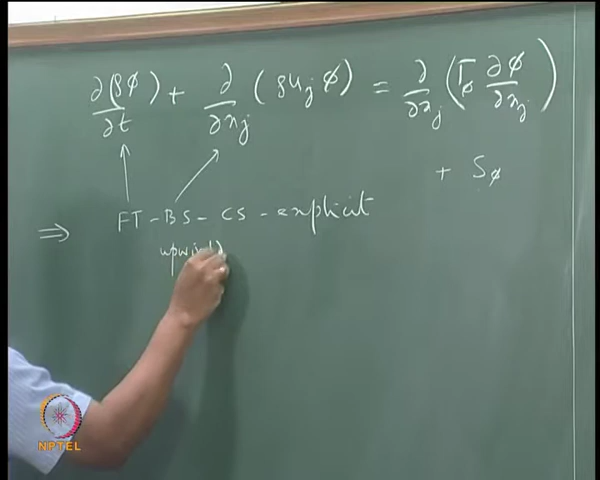 ∂(ρφ)/∂t + ∂/∂xj (ρuj φ) = ∂/∂xj (Γφ ∂φ/∂xj)
+ Sφ
⇒ FT - BS - CS - explicit
upwind
NPTEL